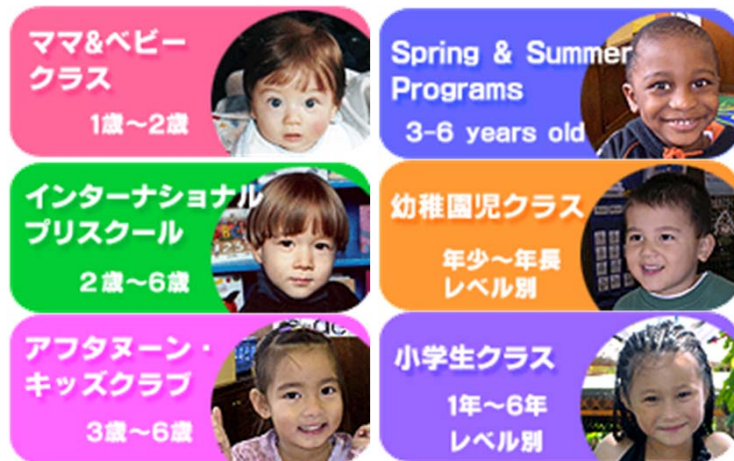 ママ&ベビー
クラス
1歳～2歳
Spring & Summer
Programs
3-6 years old
インターナショナル
プリスクール
2歳～6歳
幼稚園児クラス
年少～年長
レベル別
アフタヌーン・
キッズクラブ
3歳～6歳
小学生クラス
1年～6年
レベル別